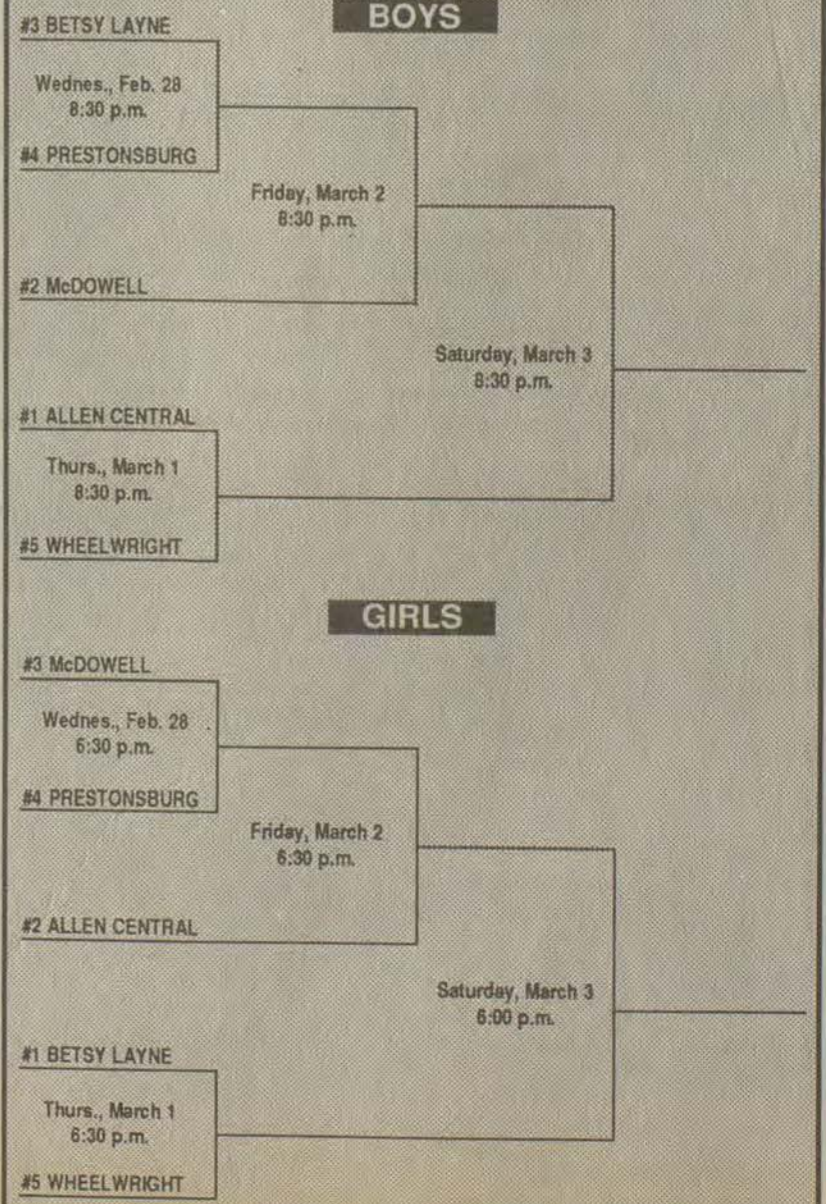 BOYS
#3 BETSY LAYNE
Wednes., Feb. 28
8:30 p.m.
#4 PRESTONSBURG
Friday, March 2
8:30 p.m.
#2 McDOWELL
Saturday, March 3
8:30 p.m.
#1 ALLEN CENTRAL
Thurs., March 1
8:30 p.m.
#5 WHEELWRIGHT
GIRLS
#3 McDOWELL
Wednes., Feb. 28
6:30 p.m.
#4 PRESTONSBURG
Friday, March 2
6:30 p.m.
#2 ALLEN CENTRAL
Saturday, March 3
6:00 p.m.
#1 BETSY LAYNE
Thurs., March 1
6:30 p.m.
#5 WHEELWRIGHT